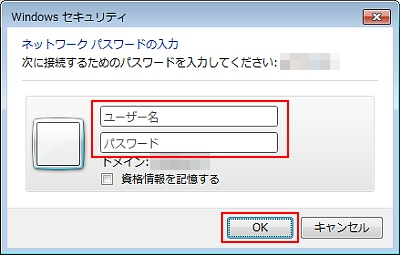 Windows セキュリティ
ネットワーク パスワードの入力
次に接続するためのパスワードを入力してください:
ユーザー名
パスワード
ドメイン:
資格情報を記憶する
OK
キャンセル